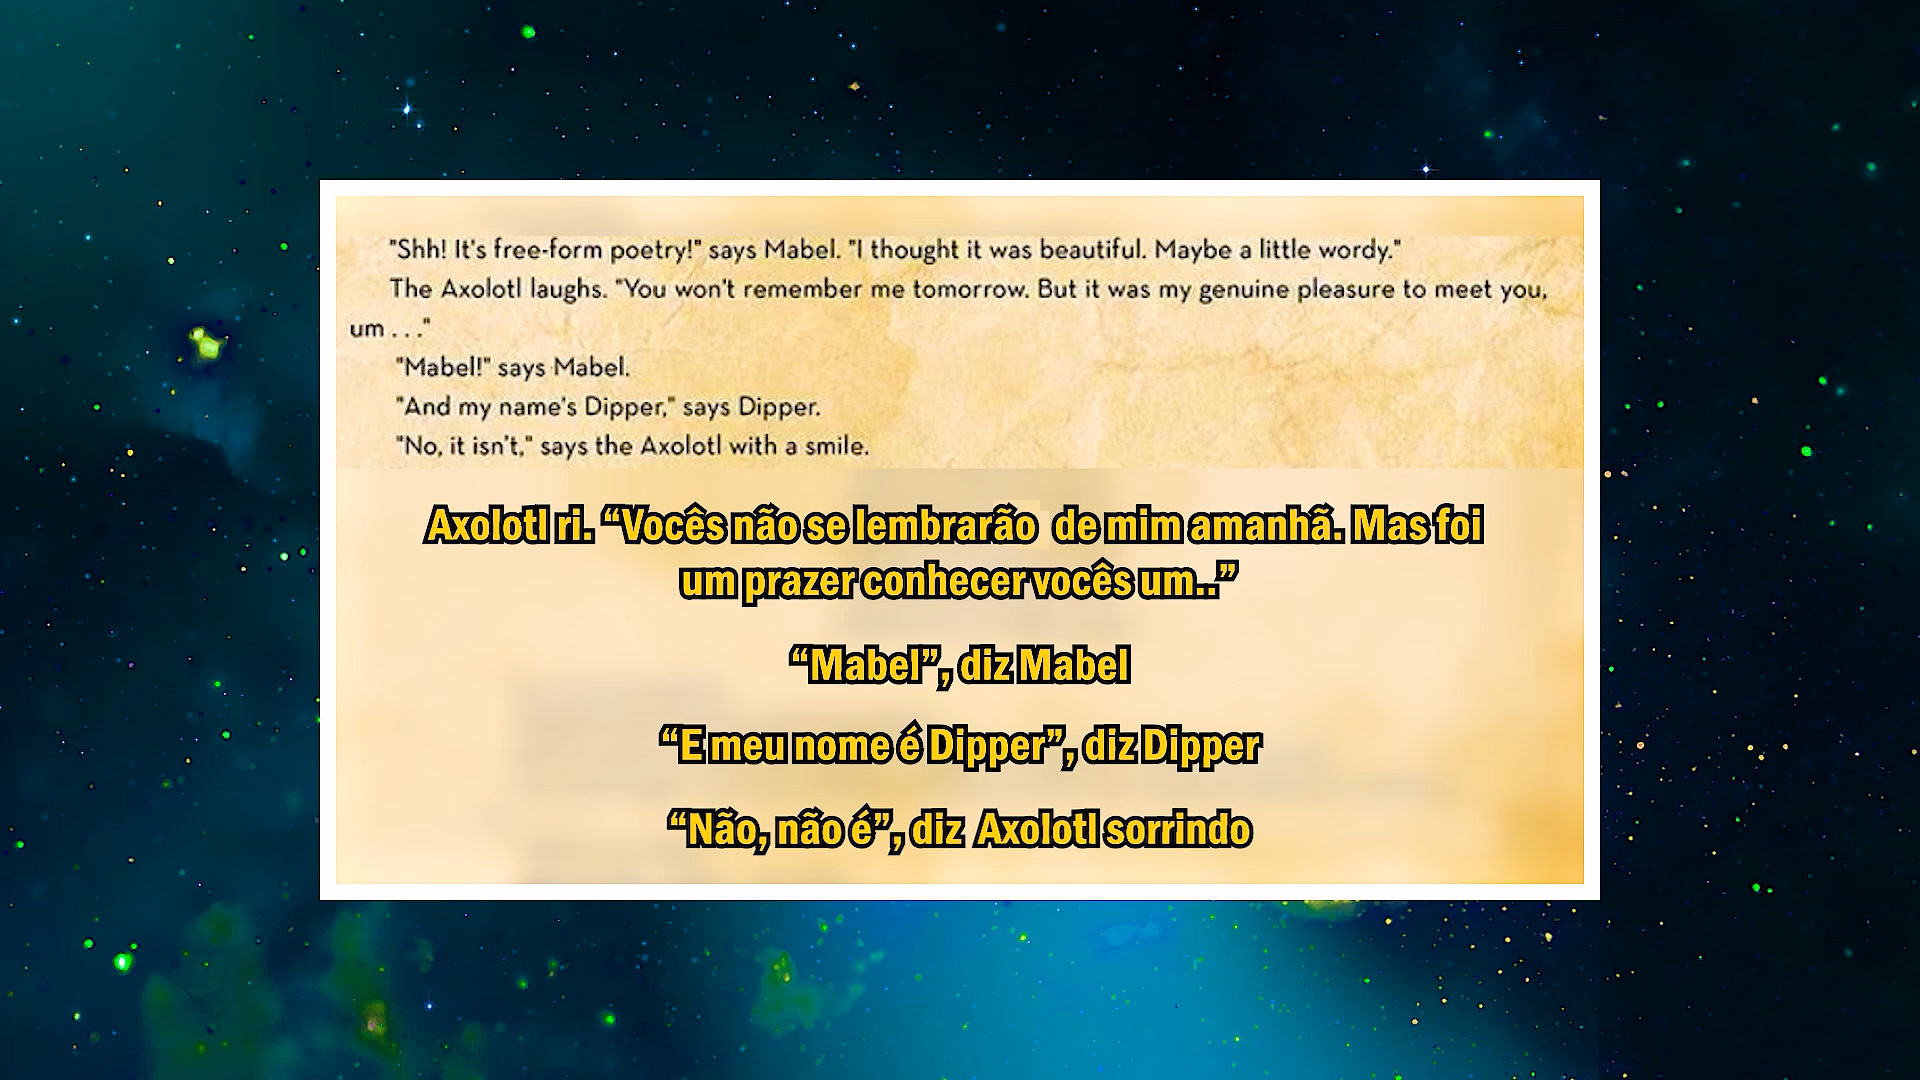 "Shh! It's free-form poetry!" says Mabel. "I thought it was beautiful. Maybe a little wordy."
The Axolotl laughs. "You won't remember me tomorrow. But it was my genuine pleasure to meet you,
um . . ."
"Mabel!" says Mabel.
"And my name's Dipper," says Dipper.
"No, it isn't," says the Axolotl with a smile.
Axolotl ri. “Vocês não se lembrarão de mim amanhã. Mas foi
um prazer conhecer vocês um..”
“Mabel”, diz Mabel
“E meu nome é Dipper”, diz Dipper
“Não, não é”, diz Axolotl sorrindo